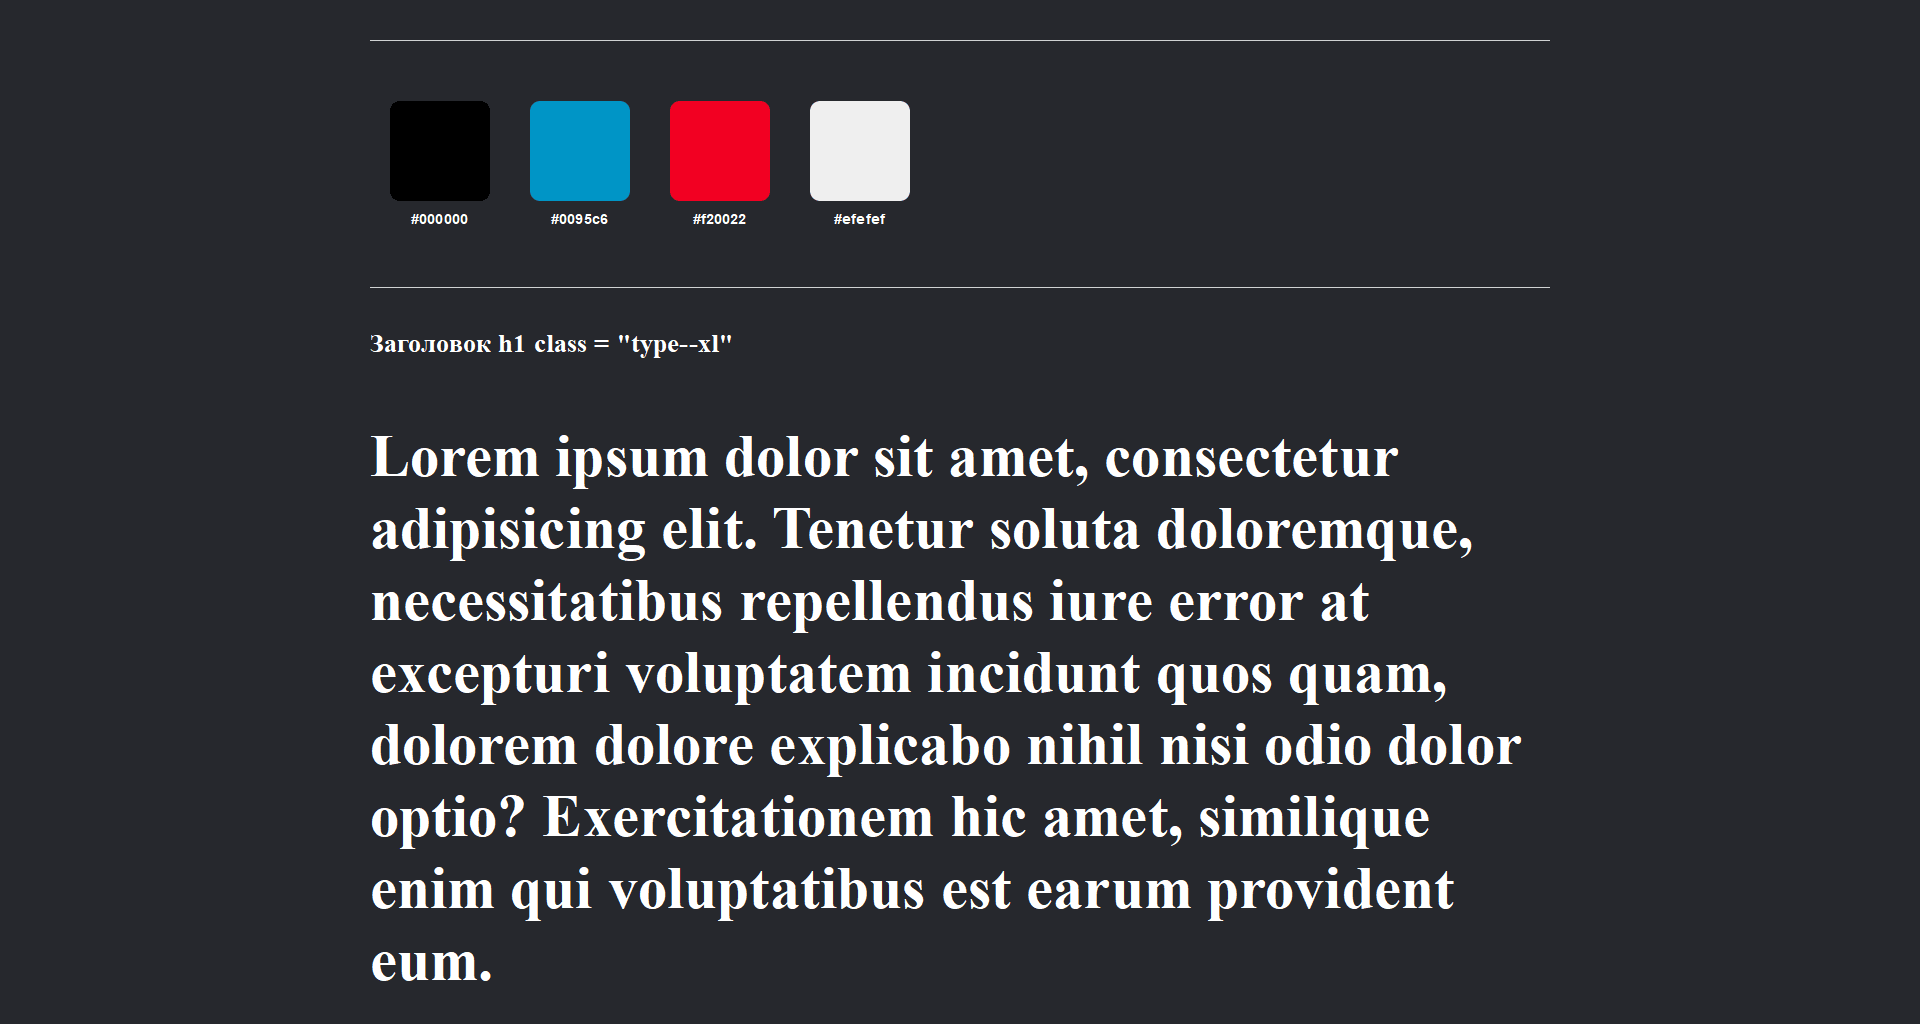 #000000 #0095c6 #f20022 #efefef
Заголовок h1 class = "type--xl"
Lorem ipsum dolor sit amet, consectetur
adipisicing elit. Tenetur soluta doloremque,
necessitatibus repellendus iure error at
excepturi voluptatem incidunt quos quam,
dolorem dolore explicabo nihil nisi odio dolor
optio? Exercitationem hic amet, similique
enim qui voluptatibus est earum provident
eum.